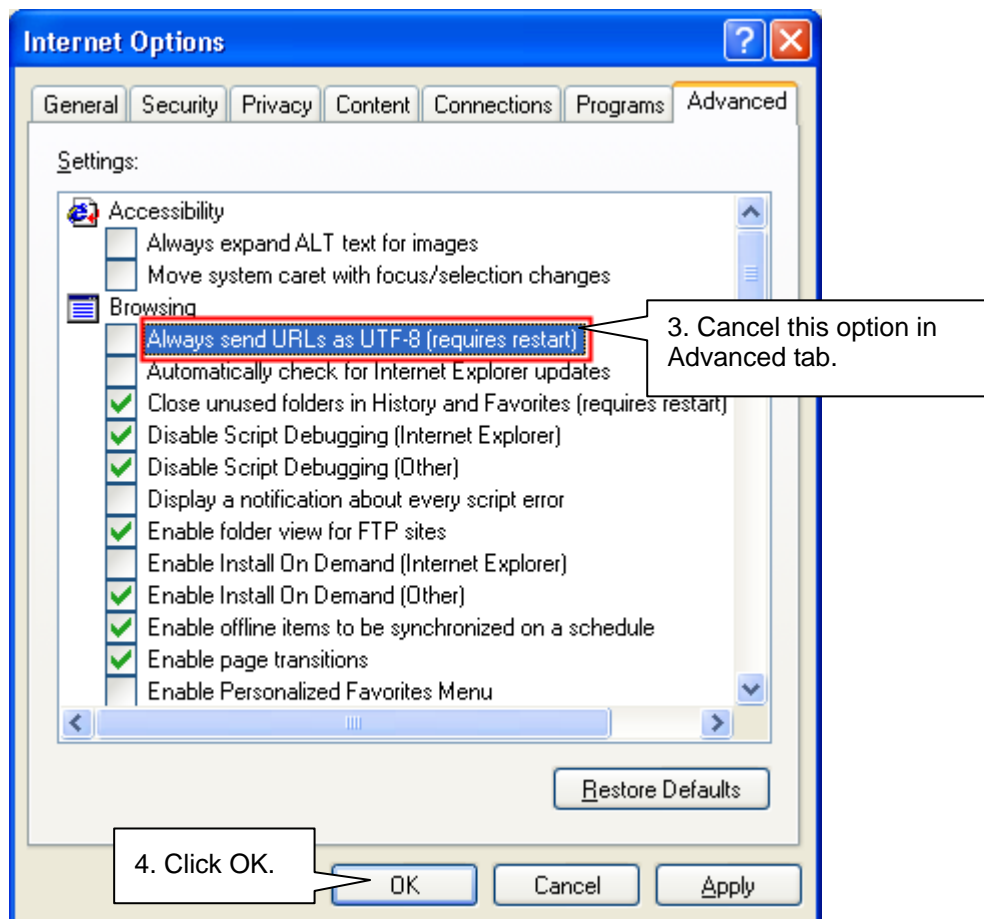 Internet Options
General Security Privacy Content Connections Programs Advanced
Settings:
Accessibility
Always expand ALT text for images
Move system caret with focus/selection changes
Browsing
Always send URLs as UTF-8 (requires restart)
3. Cancel this option in
Advanced tab.
Automatically check for Internet Explorer updates
Close unused folders in History and Favorites (requires restart)
Disable Script Debugging (Internet Explorer)
Disable Script Debugging (Other)
Display a notification about every script error
Enable folder view for FTP sites
Enable Install On Demand (Internet Explorer)
Enable Install On Demand (Other)
Enable offline items to be synchronized on a schedule
Enable page transitions
Enable Personalized Favorites Menu
Restore Defaults
4. Click OK.
OK Cancel Apply